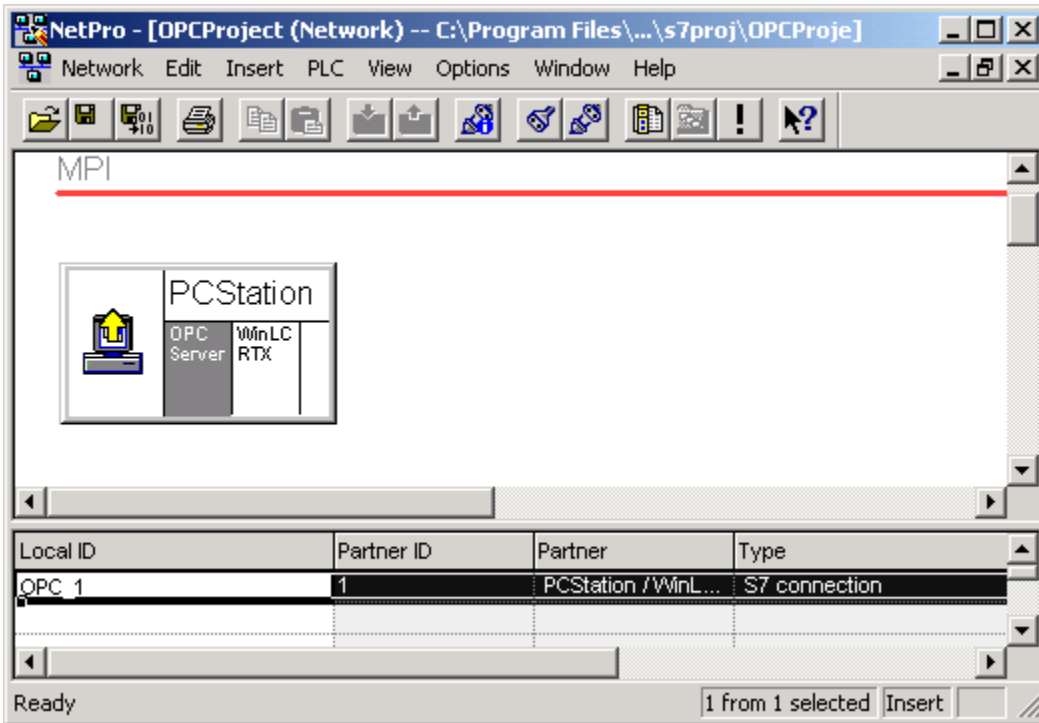 NetPro - [OPCProject (Network) -- C:\Program Files\...\s7proj\OPCProje]
Network Edit Insert PLC View Options Window Help
MPI
PCStation
OPC Server
WinLC RTX
Local ID Partner ID Partner Type
OPC_1 1 PCStation / WinL... S7 connection
Ready 1 from 1 selected Insert